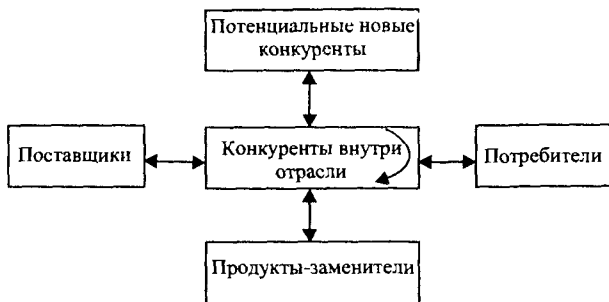 Потенциальные новые
конкуренты
Поставщики
Конкуренты внутри
отрасли
Потребители
Продукты-заменители